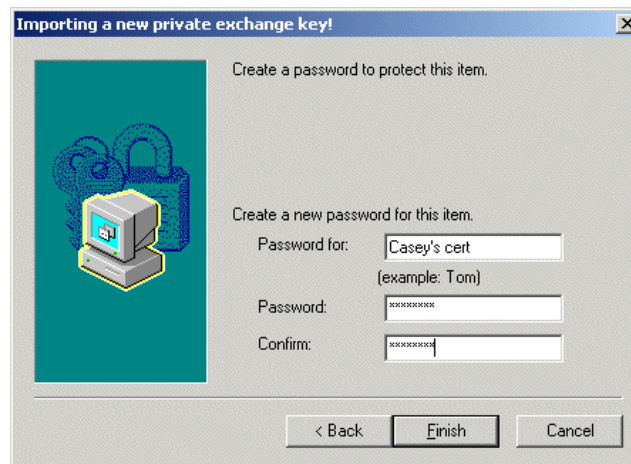 Importing a new private exchange key!
Create a password to protect this item.
Create a new password for this item.
Password for: Casey's cert
(example: Tom)
Password: ********
Confirm: ********
< Back Finish Cancel